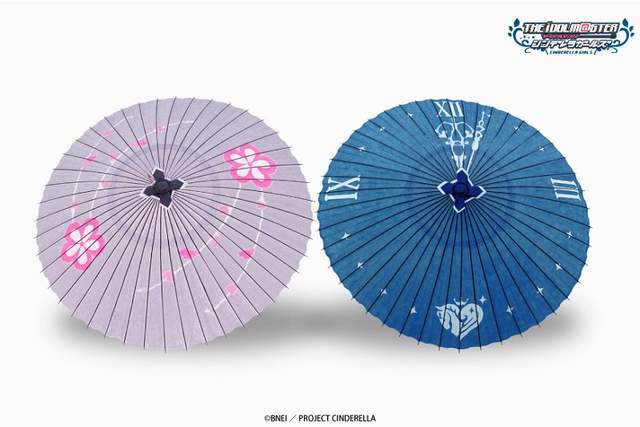 THE iDOLM@STER
シンデレラガールズ
CINDERELLA GIRLS
XII
IX
III
©BNEI ／ PROJECT CINDERELLA